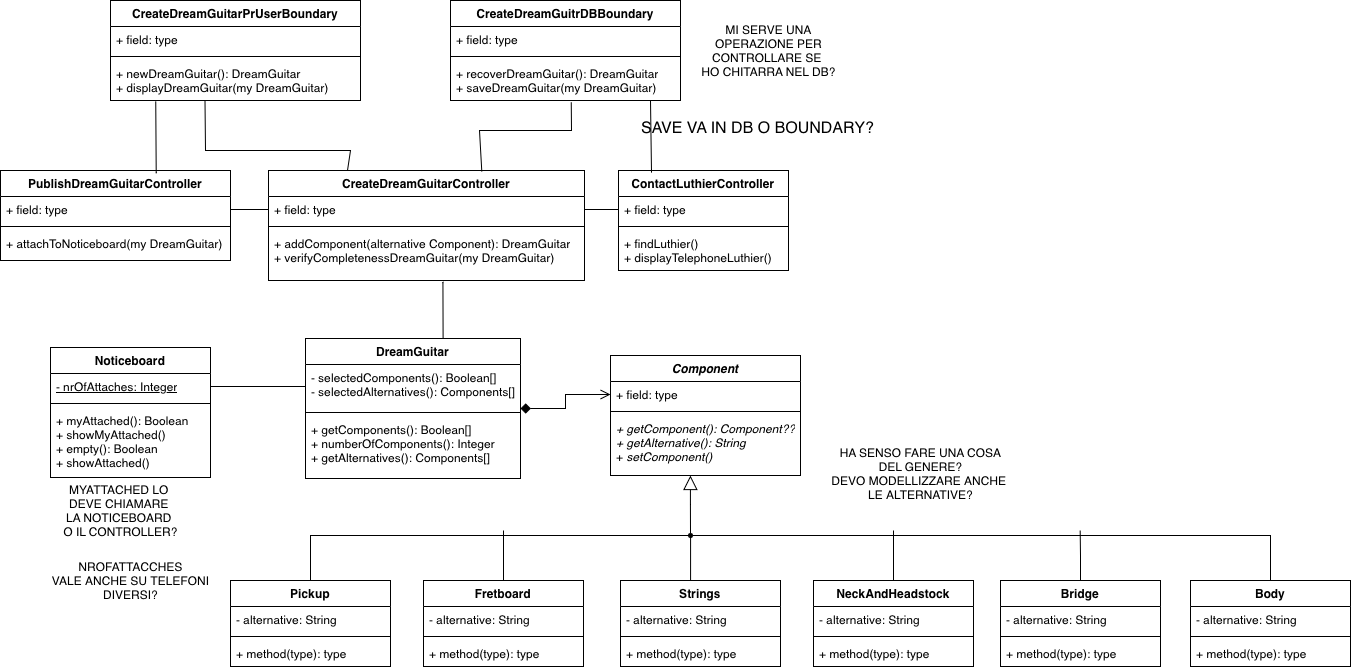 CreateDreamGuitarPrUserBoundary
+ field: type
+ newDreamGuitar(): DreamGuitar
+ displayDreamGuitar(my DreamGuitar)
CreateDreamGuitrDBBoundary
+ field: type
+ recoverDreamGuitar(): DreamGuitar
+ saveDreamGuitar(my DreamGuitar)
MI SERVE UNA
OPERAZIONE PER
CONTROLLARE SE
HO CHITARRA NEL DB?
SAVE VA IN DB O BOUNDARY?
PublishDreamGuitarController
+ field: type
+ attachToNoticeboard(my DreamGuitar)
CreateDreamGuitarController
+ field: type
+ addComponent(alternative Component): DreamGuitar
+ verifyCompletenessDreamGuitar(my DreamGuitar)
ContactLuthierController
+ field: type
+ findLuthier()
+ displayTelephoneLuthier()
Noticeboard
- nrOfAttaches: Integer
+ myAttached(): Boolean
+ showMyAttached()
+ empty(): Boolean
+ showAttached()
DreamGuitar
- selectedComponents(): Boolean[]
- selectedAlternatives(): Components[]
+ getComponents(): Boolean[]
+ numberOfComponents(): Integer
+ getAlternatives(): Components[]
Component
+ field: type
+ getComponent(): Component??
+ getAlternative(): String
+ setComponent()
HA SENSO FARE UNA COSA
DEL GENERE?
DEVO MODELLIZZARE ANCHE
LE ALTERNATIVE?
MYATTACHED LO
DEVE CHIAMARE
LA NOTICEBOARD
O IL CONTROLLER?
NROFATTACCHES
VALE ANCHE SU TELEFONI
DIVERSI?
Pickup
- alternative: String
+ method(type): type
Fretboard
- alternative: String
+ method(type): type
Strings
- alternative: String
+ method(type): type
NeckAndHeadstock
- alternative: String
+ method(type): type
Bridge
- alternative: String
+ method(type): type
Body
- alternative: String
+ method(type): type